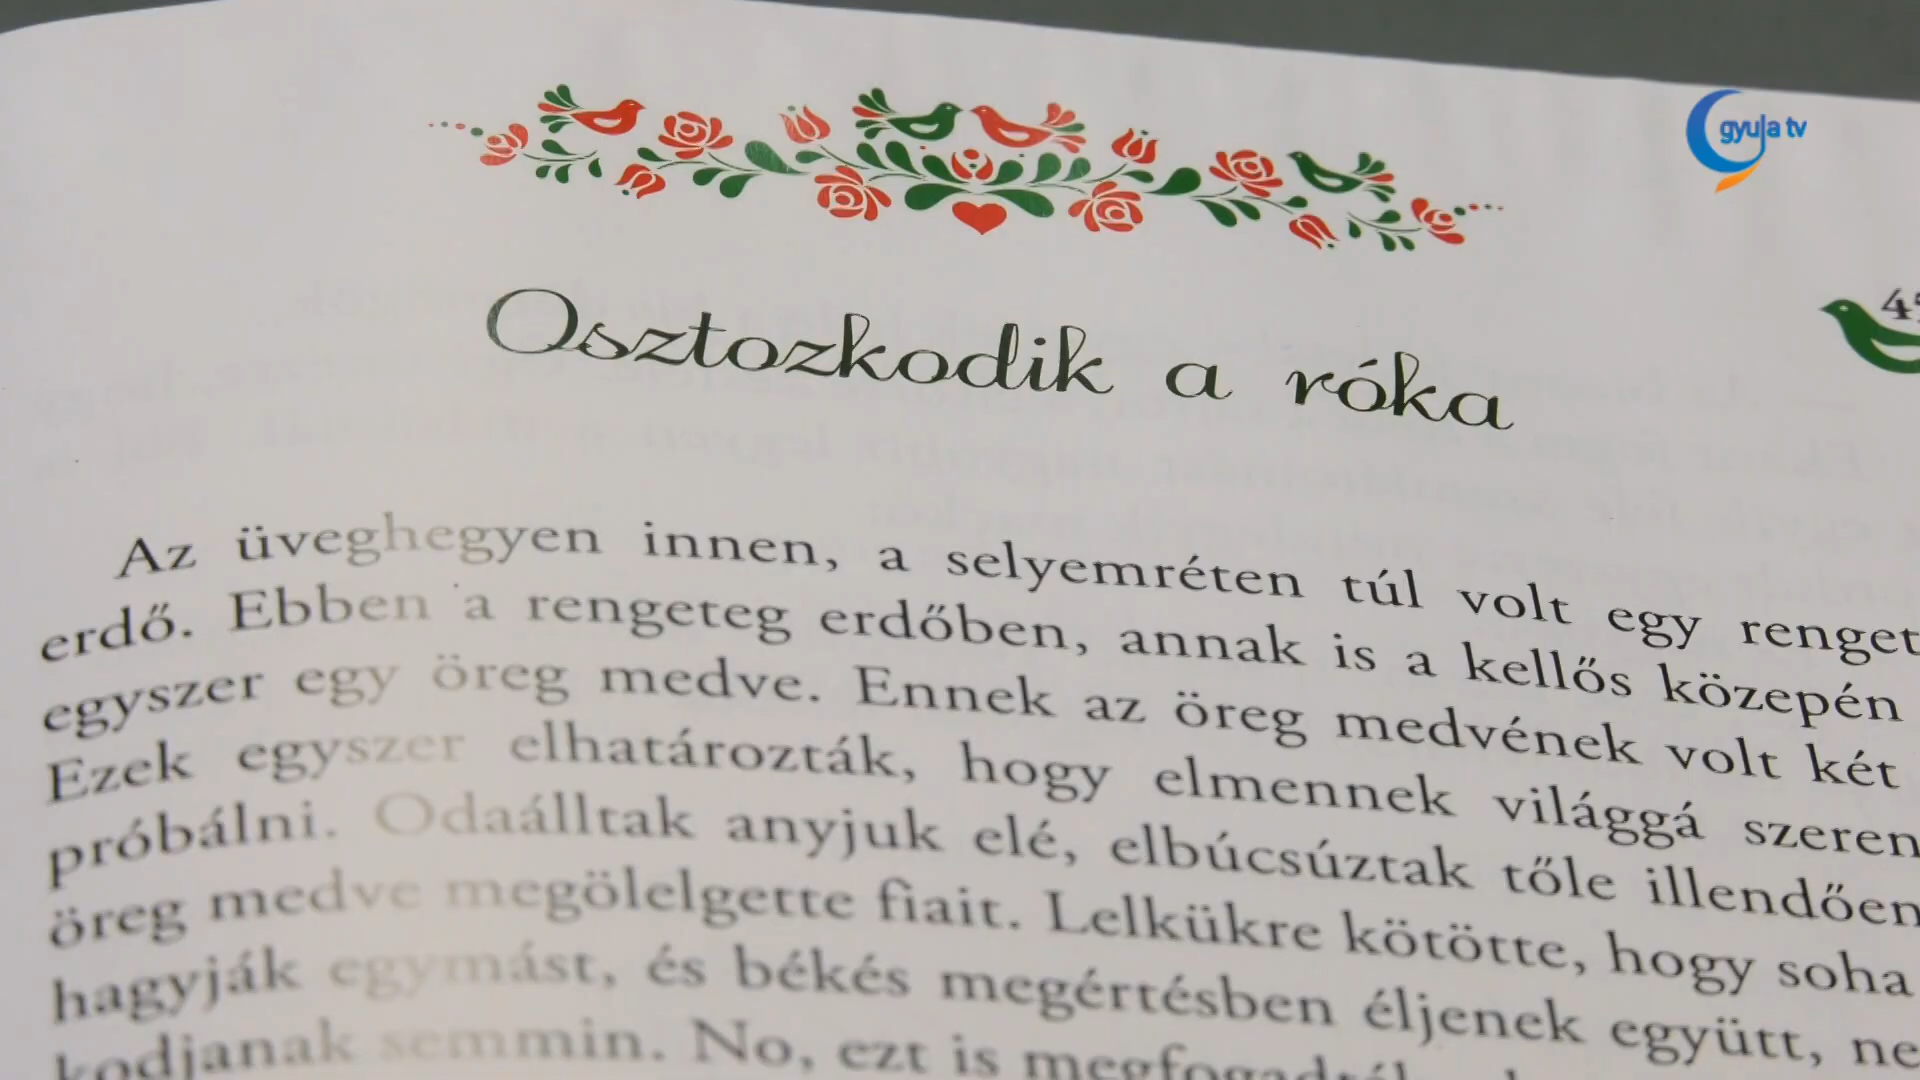 gyula tv
Osztozkodik a róka
Az üveghegyen innen, a selyemréten túl volt egy renget
erdő. Ebben a rengeteg erdőben, annak is a kellős közepén
egyszer egy öreg medve. Ennek az öreg medvének volt két
Ezek egyszer elhatározták, hogy elmennek világgá szeren
próbálni. Odaálltak anyjuk elé, elbúcsúztak tőle illendően
öreg medve megölelgette fiait. Lelkükre kötötte, hogy soha
hagyják egymást, és békés megértésben éljenek együtt, ne
kodjanak semmin. No, ezt is